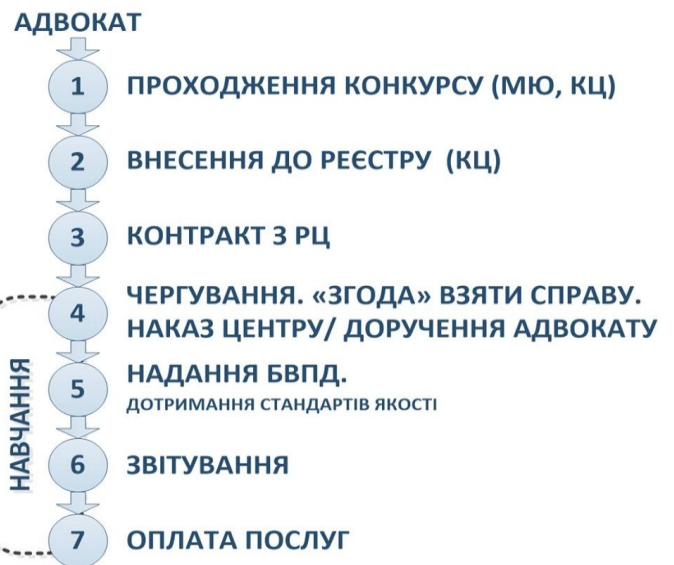 АДВОКАТ
1 ПРОХОДЖЕННЯ КОНКУРСУ (МЮ, КЦ)
2 ВНЕСЕННЯ ДО РЕЄСТРУ (КЦ)
3 КОНТРАКТ З РЦ
4 ЧЕРГУВАННЯ. «ЗГОДА» ВЗЯТИ СПРАВУ.
НАКАЗ ЦЕНТРУ/ ДОРУЧЕННЯ АДВОКАТУ
5 НАДАННЯ БВПД.
ДОТРИМАННЯ СТАНДАРТІВ ЯКОСТІ
6 ЗВІТУВАННЯ
7 ОПЛАТА ПОСЛУГ
НАВЧАННЯ